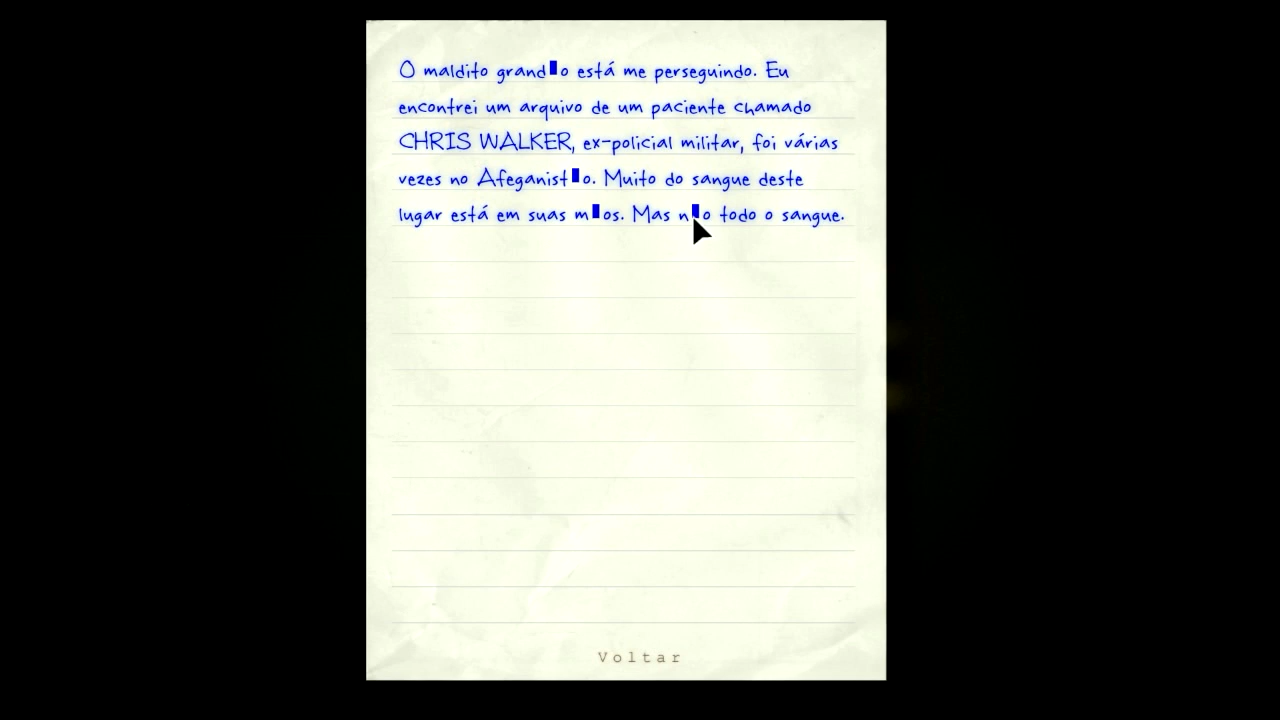 O maldito grand▮o está me perseguindo. Eu
encontrei um arquivo de um paciente chamado
CHRIS WALKER, ex-policial militar, foi várias
vezes no Afeganist▮o. Muito do sangue deste
lugar está em suas m▮os. Mas n▮o todo o sangue.
Voltar